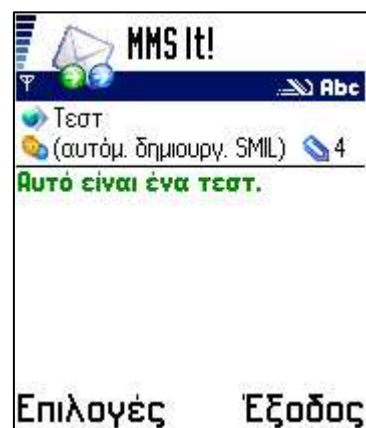 MMS It!
Abc
Τεστ
(αυτόμ. δημιουργ. SMIL) 4
Αυτό είναι ένα τεστ.
Επιλογές Έξοδος